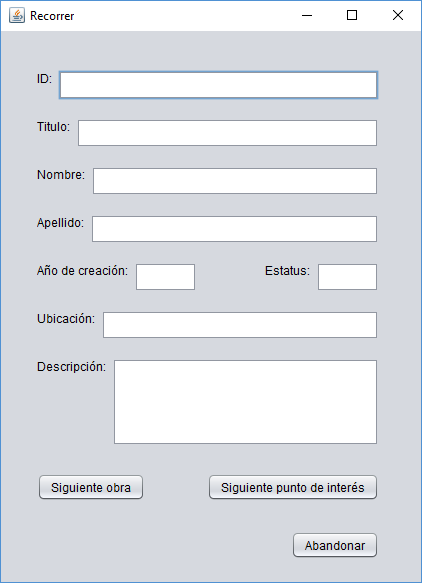 Recorrer
ID:
Titulo:
Nombre:
Apellido:
Año de creación: Estatus:
Ubicación:
Descripción:
Siguiente obra Siguiente punto de interés
Abandonar